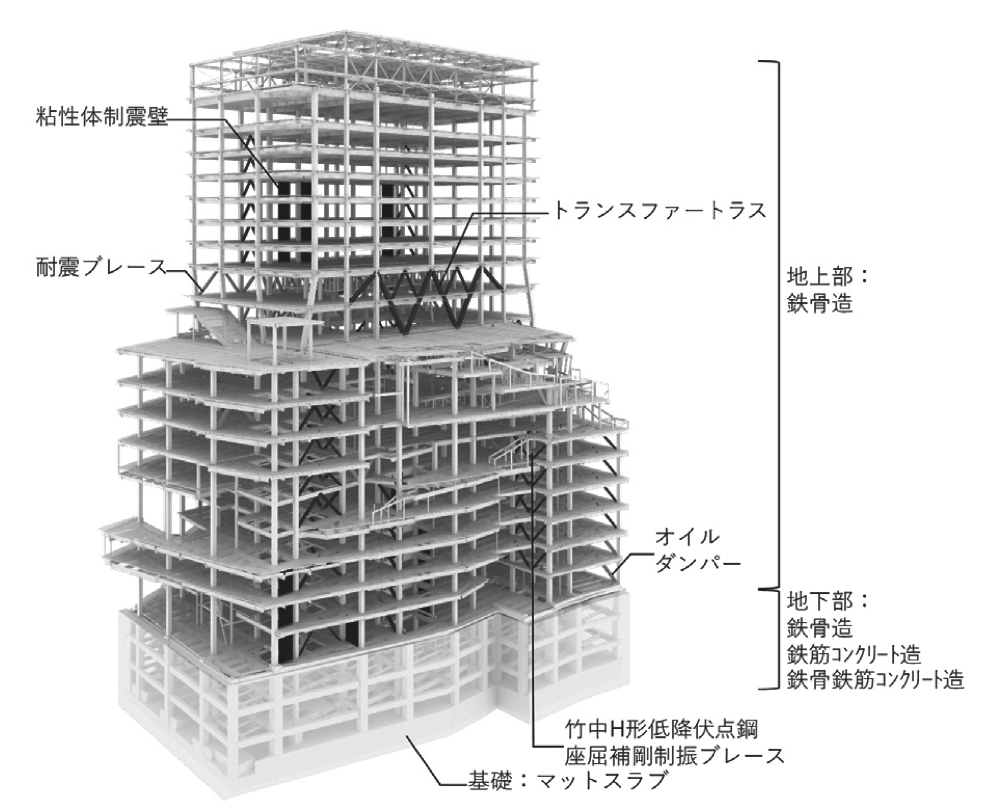 粘性体制震壁
トランスファートラス
耐震ブレース
地上部：
鉄骨造
オイル
ダンパー
地下部：
鉄骨造
鉄筋ｺﾝｸﾘｰﾄ造
鉄骨鉄筋ｺﾝｸﾘｰﾄ造
竹中H形低降伏点鋼
座屈補剛制振ブレース
基礎：マットスラブ